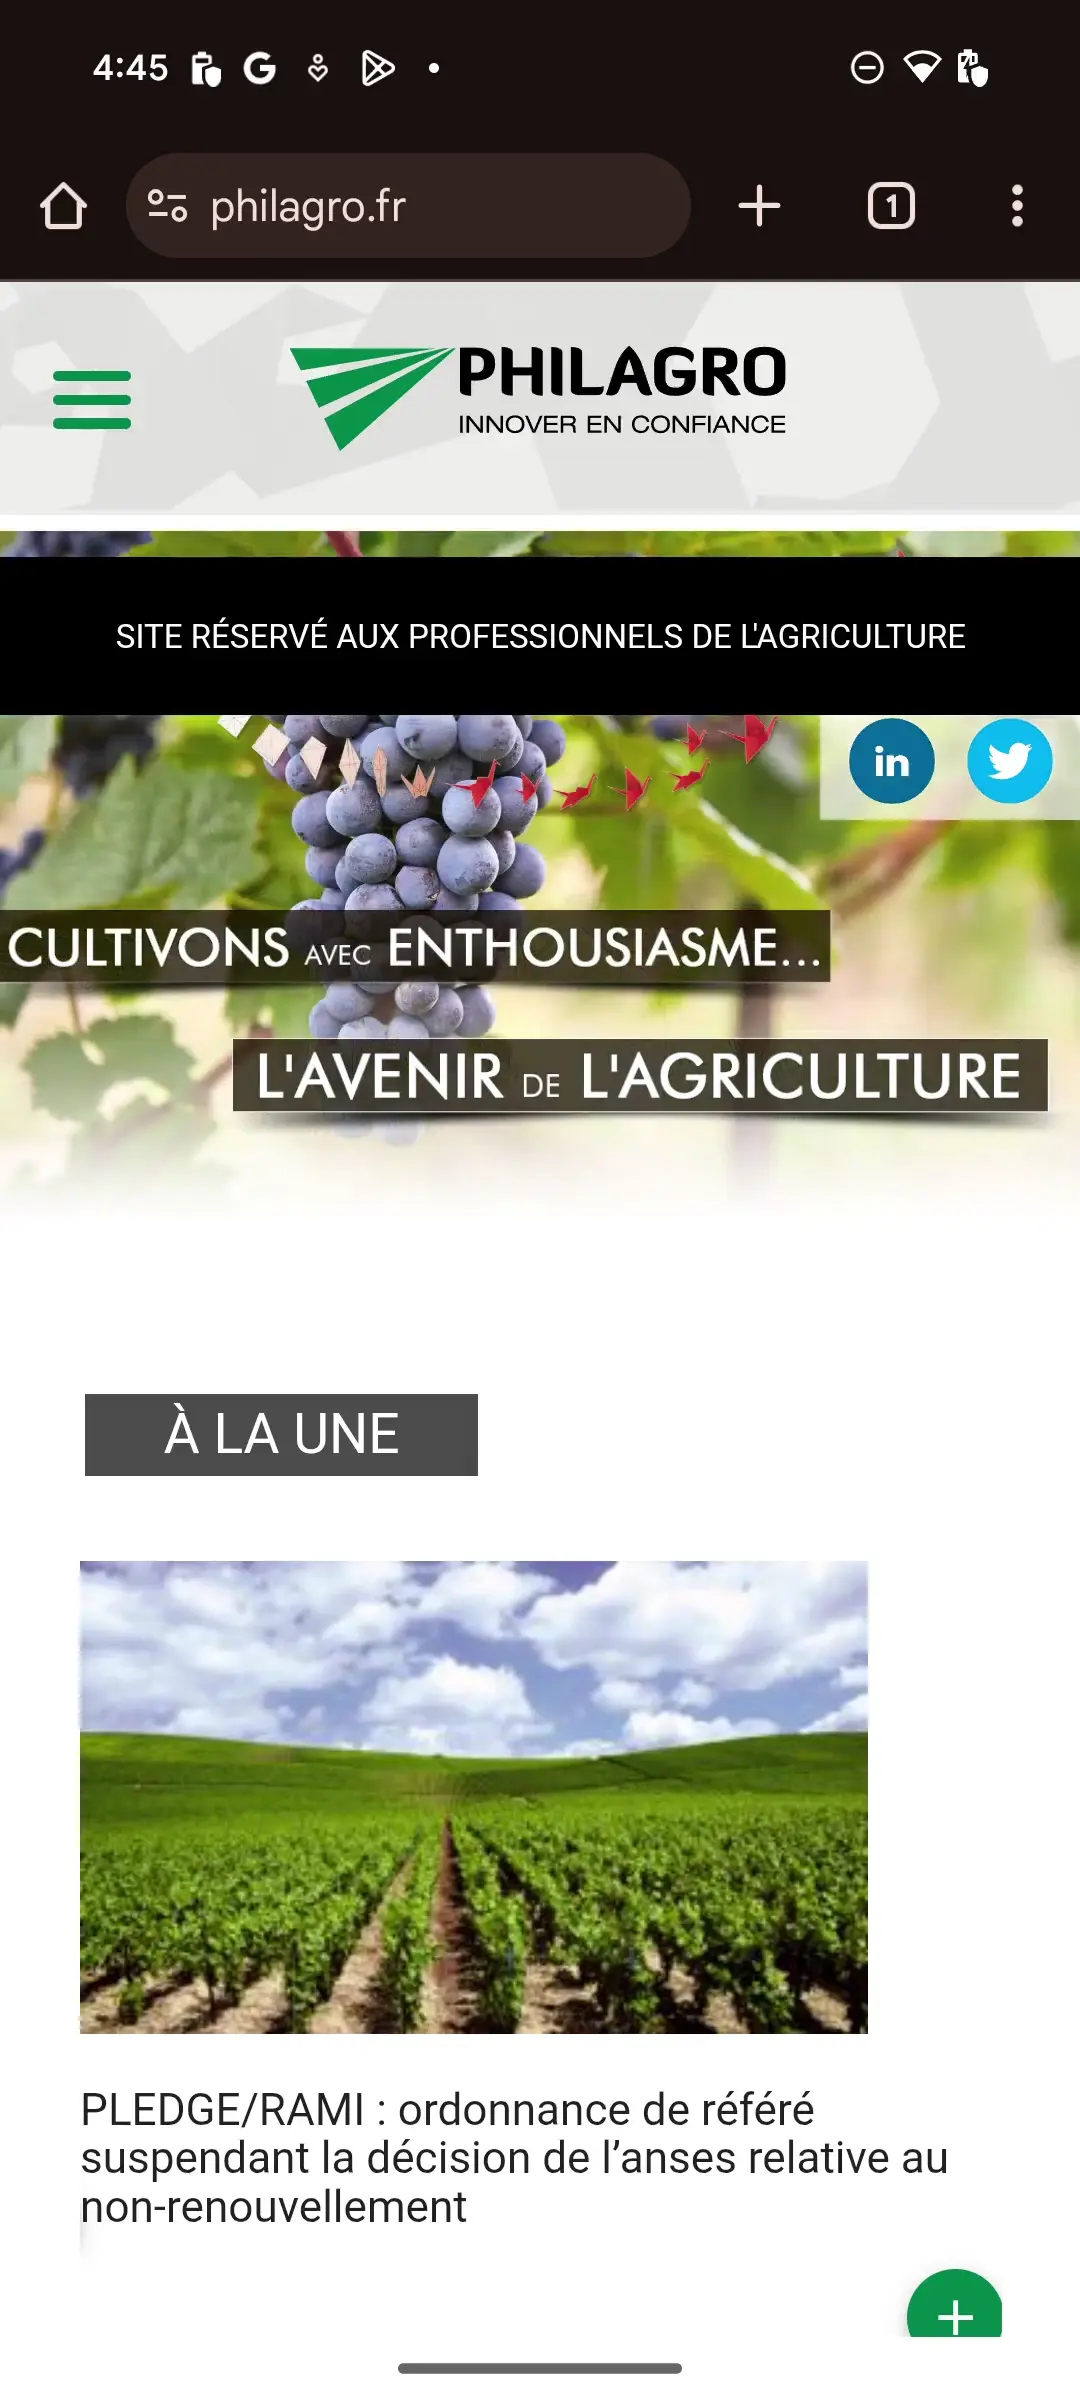 4:45
philagro.fr
1
PHILAGRO
INNOVER EN CONFIANCE
SITE RÉSERVÉ AUX PROFESSIONNELS DE L'AGRICULTURE
in
CULTIVONS AVEC ENTHOUSIASME...
L'AVENIR DE L'AGRICULTURE
À LA UNE
PLEDGE/RAMI : ordonnance de référé
suspendant la décision de l’anses relative au
non-renouvellement